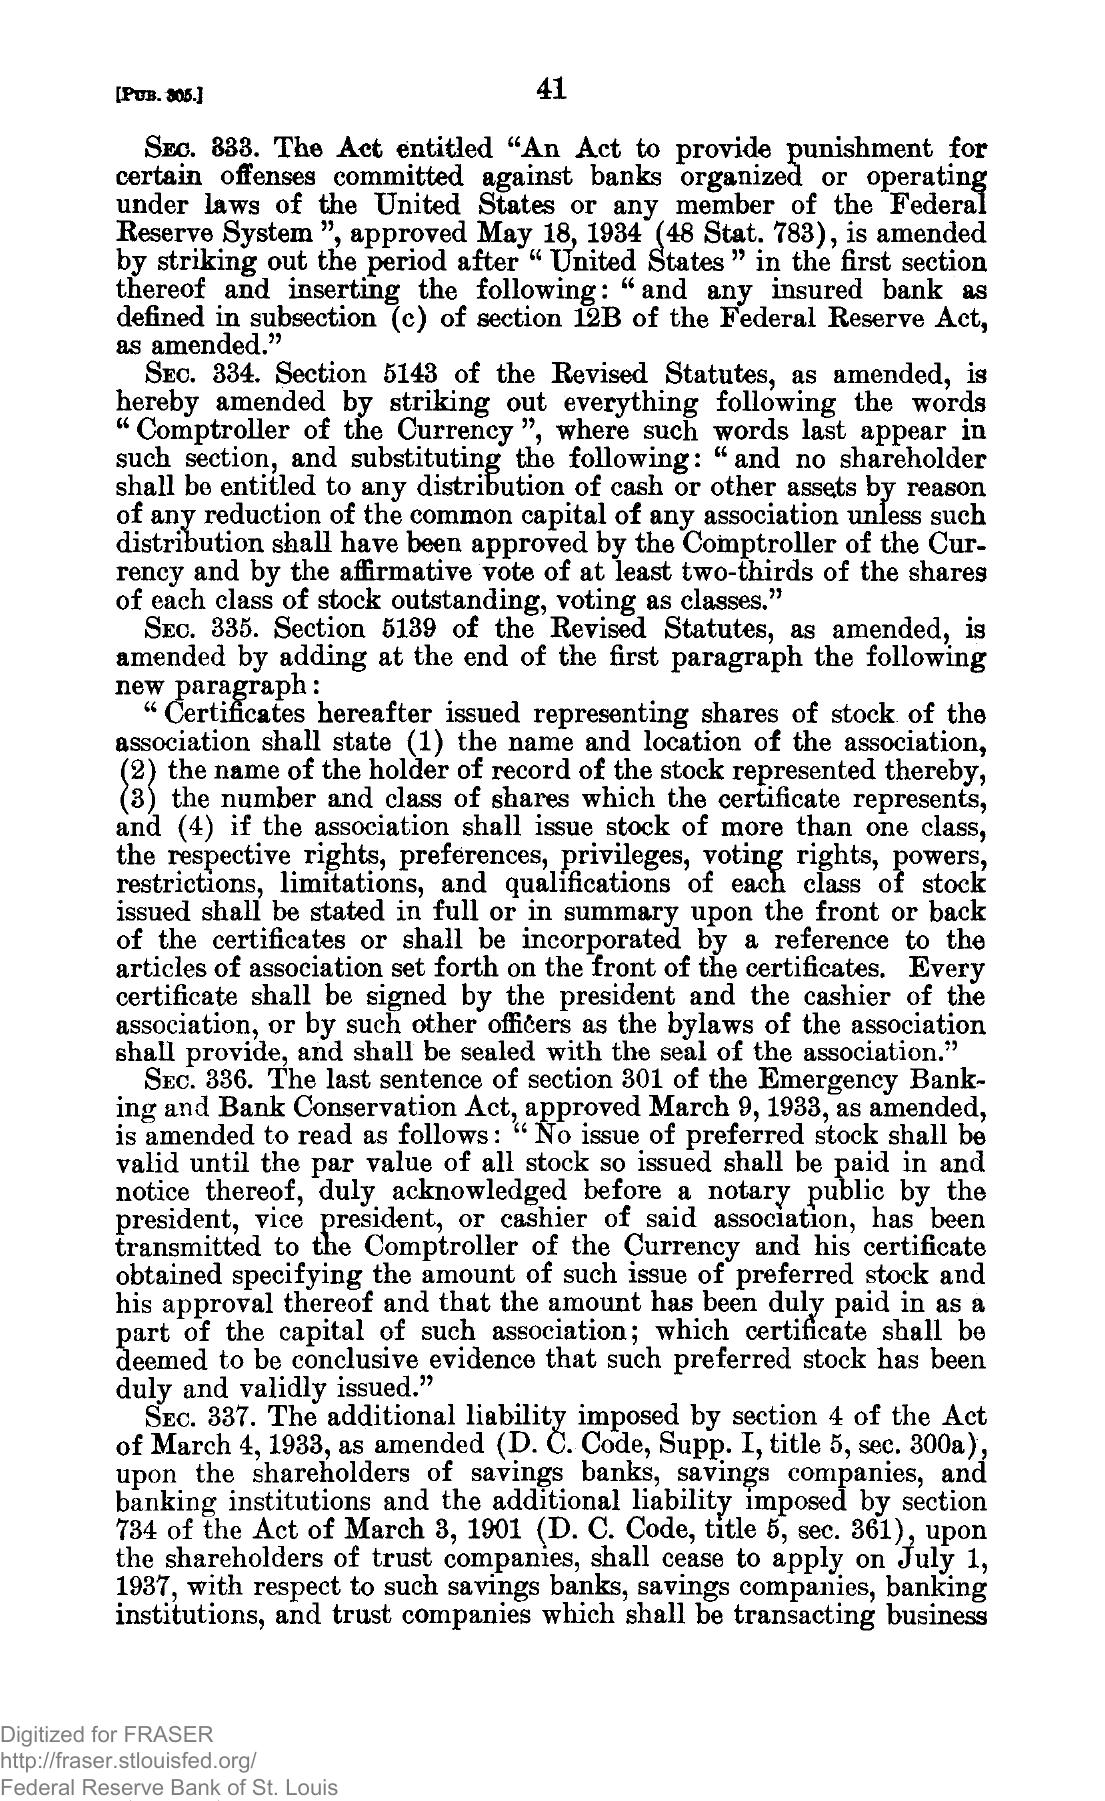 [PUB. 305.]
41
SEC. 333. The Act entitled “An Act to provide punishment for
certain offenses committed against banks organized or operating
under laws of the United States or any member of the Federal
Reserve System ”, approved May 18, 1934 (48 Stat. 783), is amended
by striking out the period after “ United States ” in the first section
thereof and inserting the following: “ and any insured bank as
defined in subsection (c) of section 12B of the Federal Reserve Act,
as amended.”
SEC. 334. Section 5143 of the Revised Statutes, as amended, is
hereby amended by striking out everything following the words
“ Comptroller of the Currency ”, where such words last appear in
such section, and substituting the following: “ and no shareholder
shall be entitled to any distribution of cash or other assets by reason
of any reduction of the common capital of any association unless such
distribution shall have been approved by the Comptroller of the Cur-
rency and by the affirmative vote of at least two-thirds of the shares
of each class of stock outstanding, voting as classes.”
SEC. 335. Section 5139 of the Revised Statutes, as amended, is
amended by adding at the end of the first paragraph the following
new paragraph:
“ Certificates hereafter issued representing shares of stock of the
association shall state (1) the name and location of the association,
(2) the name of the holder of record of the stock represented thereby,
(3) the number and class of shares which the certificate represents,
and (4) if the association shall issue stock of more than one class,
the respective rights, preferences, privileges, voting rights, powers,
restrictions, limitations, and qualifications of each class of stock
issued shall be stated in full or in summary upon the front or back
of the certificates or shall be incorporated by a reference to the
articles of association set forth on the front of the certificates. Every
certificate shall be signed by the president and the cashier of the
association, or by such other officers as the bylaws of the association
shall provide, and shall be sealed with the seal of the association.”
SEC. 336. The last sentence of section 301 of the Emergency Bank-
ing and Bank Conservation Act, approved March 9, 1933, as amended,
is amended to read as follows: “ No issue of preferred stock shall be
valid until the par value of all stock so issued shall be paid in and
notice thereof, duly acknowledged before a notary public by the
president, vice president, or cashier of said association, has been
transmitted to the Comptroller of the Currency and his certificate
obtained specifying the amount of such issue of preferred stock and
his approval thereof and that the amount has been duly paid in as a
part of the capital of such association; which certificate shall be
deemed to be conclusive evidence that such preferred stock has been
duly and validly issued.”
SEC. 337. The additional liability imposed by section 4 of the Act
of March 4, 1933, as amended (D. C. Code, Supp. I, title 5, sec. 300a),
upon the shareholders of savings banks, savings companies, and
banking institutions and the additional liability imposed by section
734 of the Act of March 3, 1901 (D. C. Code, title 5, sec. 361), upon
the shareholders of trust companies, shall cease to apply on July 1,
1937, with respect to such savings banks, savings companies, banking
institutions, and trust companies which shall be transacting business
Digitized for FRASER
http://fraser.stlouisfed.org/
Federal Reserve Bank of St. Louis